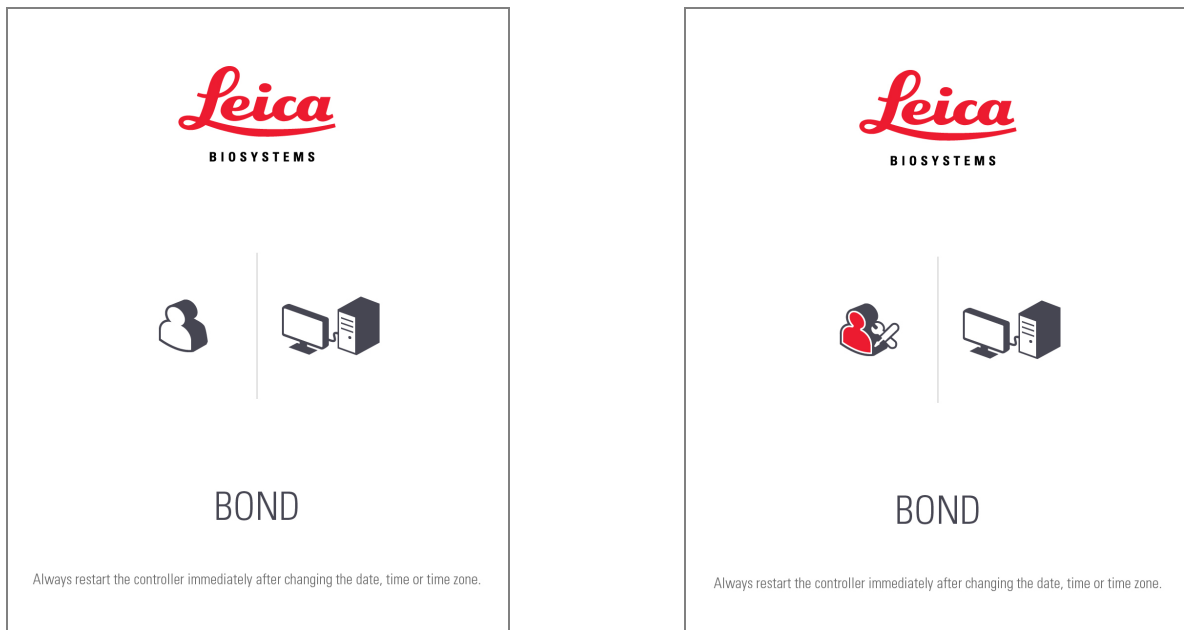 Leica
BIOSYSTEMS
BOND
Always restart the controller immediately after changing the date, time or time zone.
Leica
BIOSYSTEMS
BOND
Always restart the controller immediately after changing the date, time or time zone.